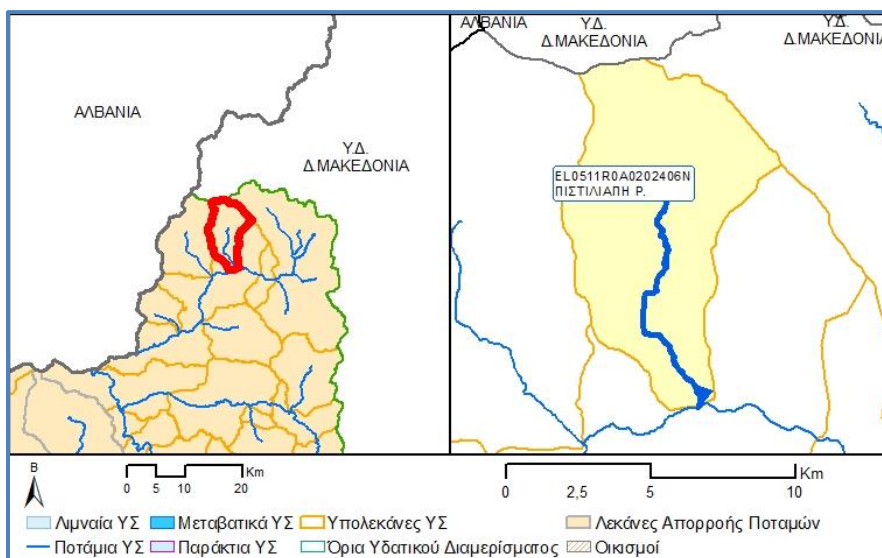 ΑΛΒΑΝΙΑ
Υ.Δ.
Δ.ΜΑΚΕΔΟΝΙΑ
ΑΛΒΑΝΙΑ
Υ.Δ.
Δ.ΜΑΚΕΔΟΝΙΑ
Υ.Δ.
Δ.ΜΑΚΕΔΟΝΙΑ
EL0511R0A0202406N
ΠΙΣΤΙΛΙΑΠΗ Ρ.
Β
Km
0 5 10 20
Km
0 2,5 5 10
Λιμναία ΥΣ Μεταβατικά ΥΣ Υπολεκάνες ΥΣ Λεκάνες Απορροής Ποταμών
Ποτάμια ΥΣ Παράκτια ΥΣ Όρια Υδατικού Διαμερίσματος Οικισμοί